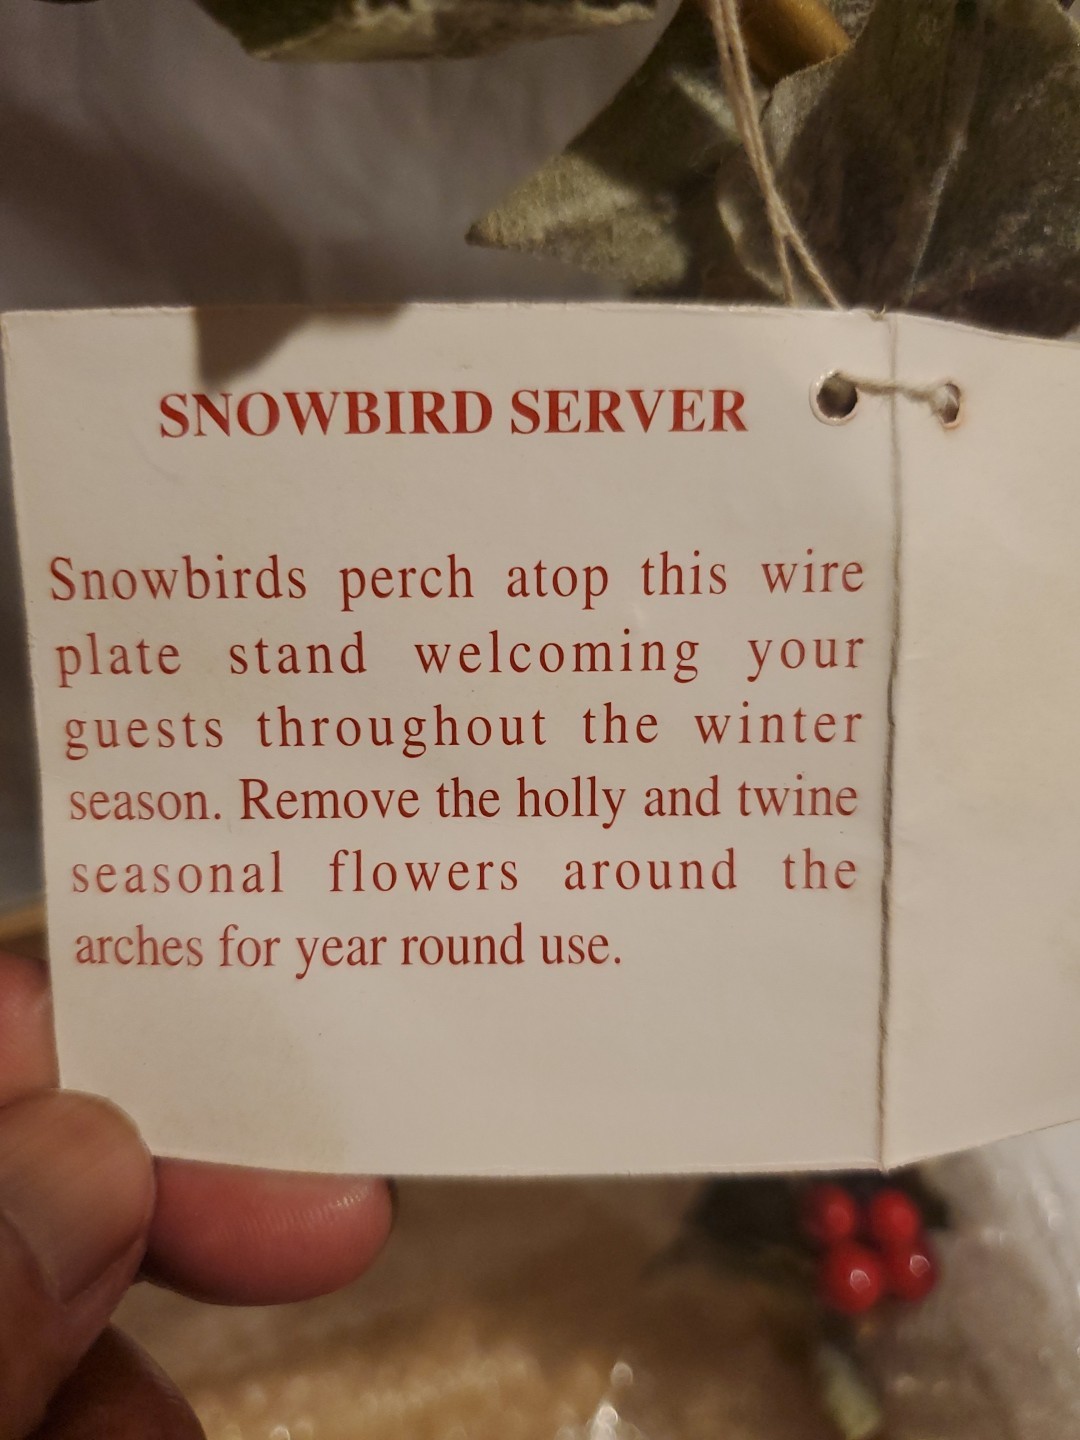 SNOWBIRD SERVER
Snowbirds perch atop this wire
plate stand welcoming your
guests throughout the winter
season. Remove the holly and twine
seasonal flowers around the
arches for year round use.